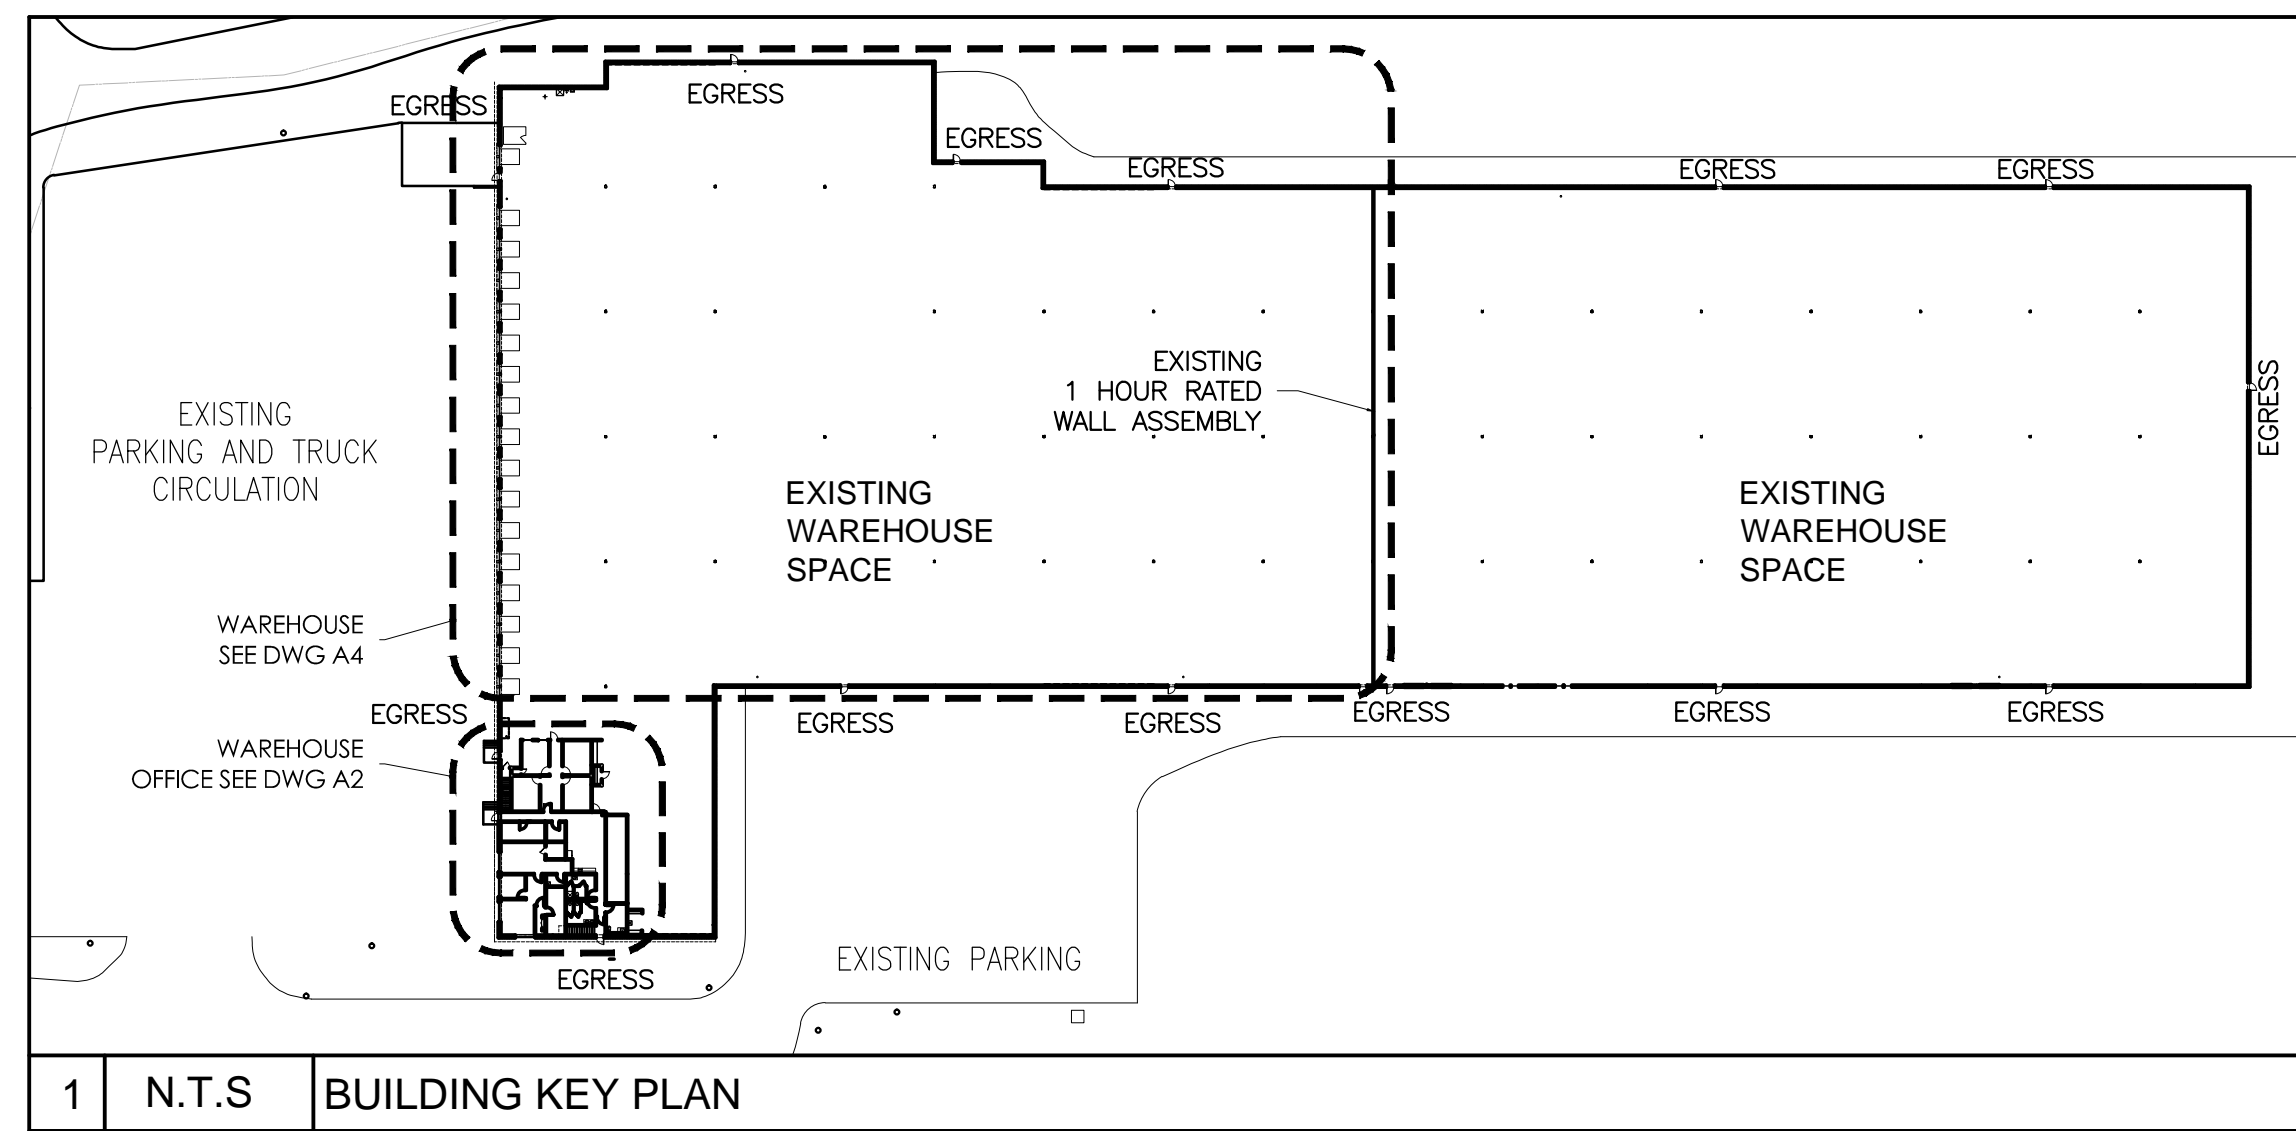 EGRESS
EGRESS
EGRESS
EGRESS
EGRESS
EGRESS
EXISTING
1 HOUR RATED
WALL ASSEMBLY
EGRESS
EXISTING
PARKING AND TRUCK
CIRCULATION
EXISTING
WAREHOUSE
SPACE
EXISTING
WAREHOUSE
SPACE
WAREHOUSE
SEE DWG A4
EGRESS
EGRESS
EGRESS
EGRESS
EGRESS
EGRESS
WAREHOUSE
OFFICE SEE DWG A2
EXISTING PARKING
EGRESS
1
N.T.S
BUILDING KEY PLAN